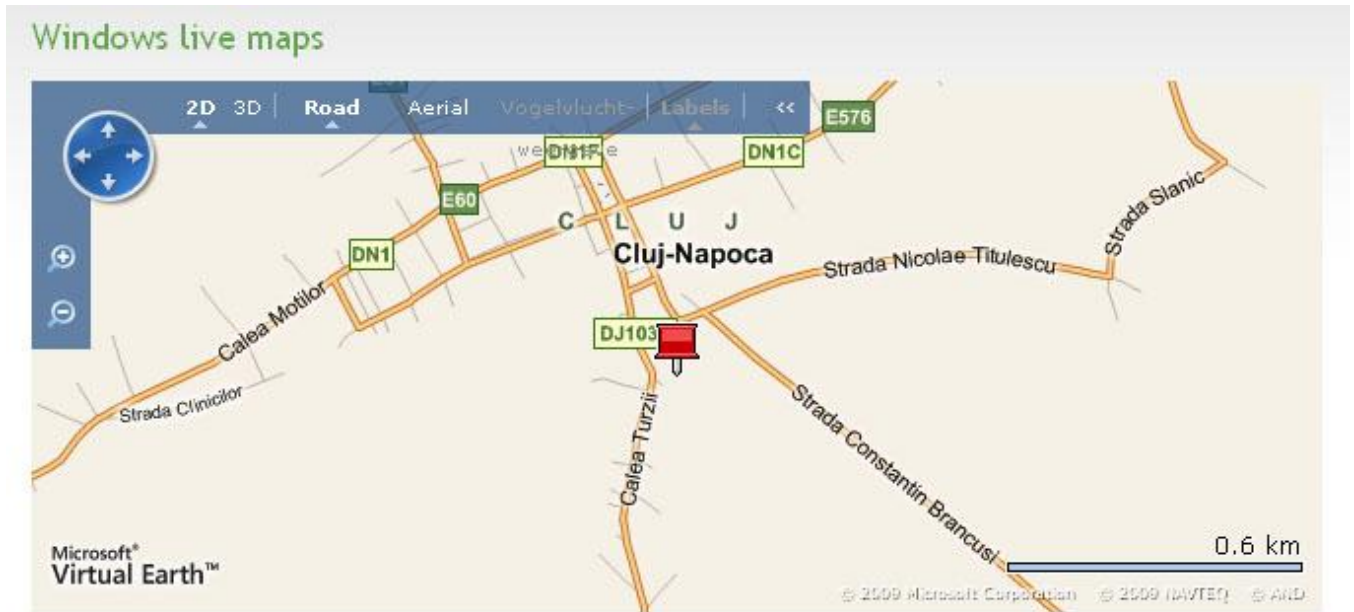 Windows live maps
2D 3D Road Aerial Vogelvlucht- Labels <<
E576
DN1F
DN1C
E60
C L U J
DN1
Cluj-Napoca
Strada Slanic
Strada Nicolae Titulescu
Calea Motilor
DJ103
Strada Clinicilor
Calea Turzii
Strada Constantin Brancusi
0.6 km
Microsoft®
Virtual Earth™
© 2009 Microsoft Corporation © 2009 NAVTEQ © AND